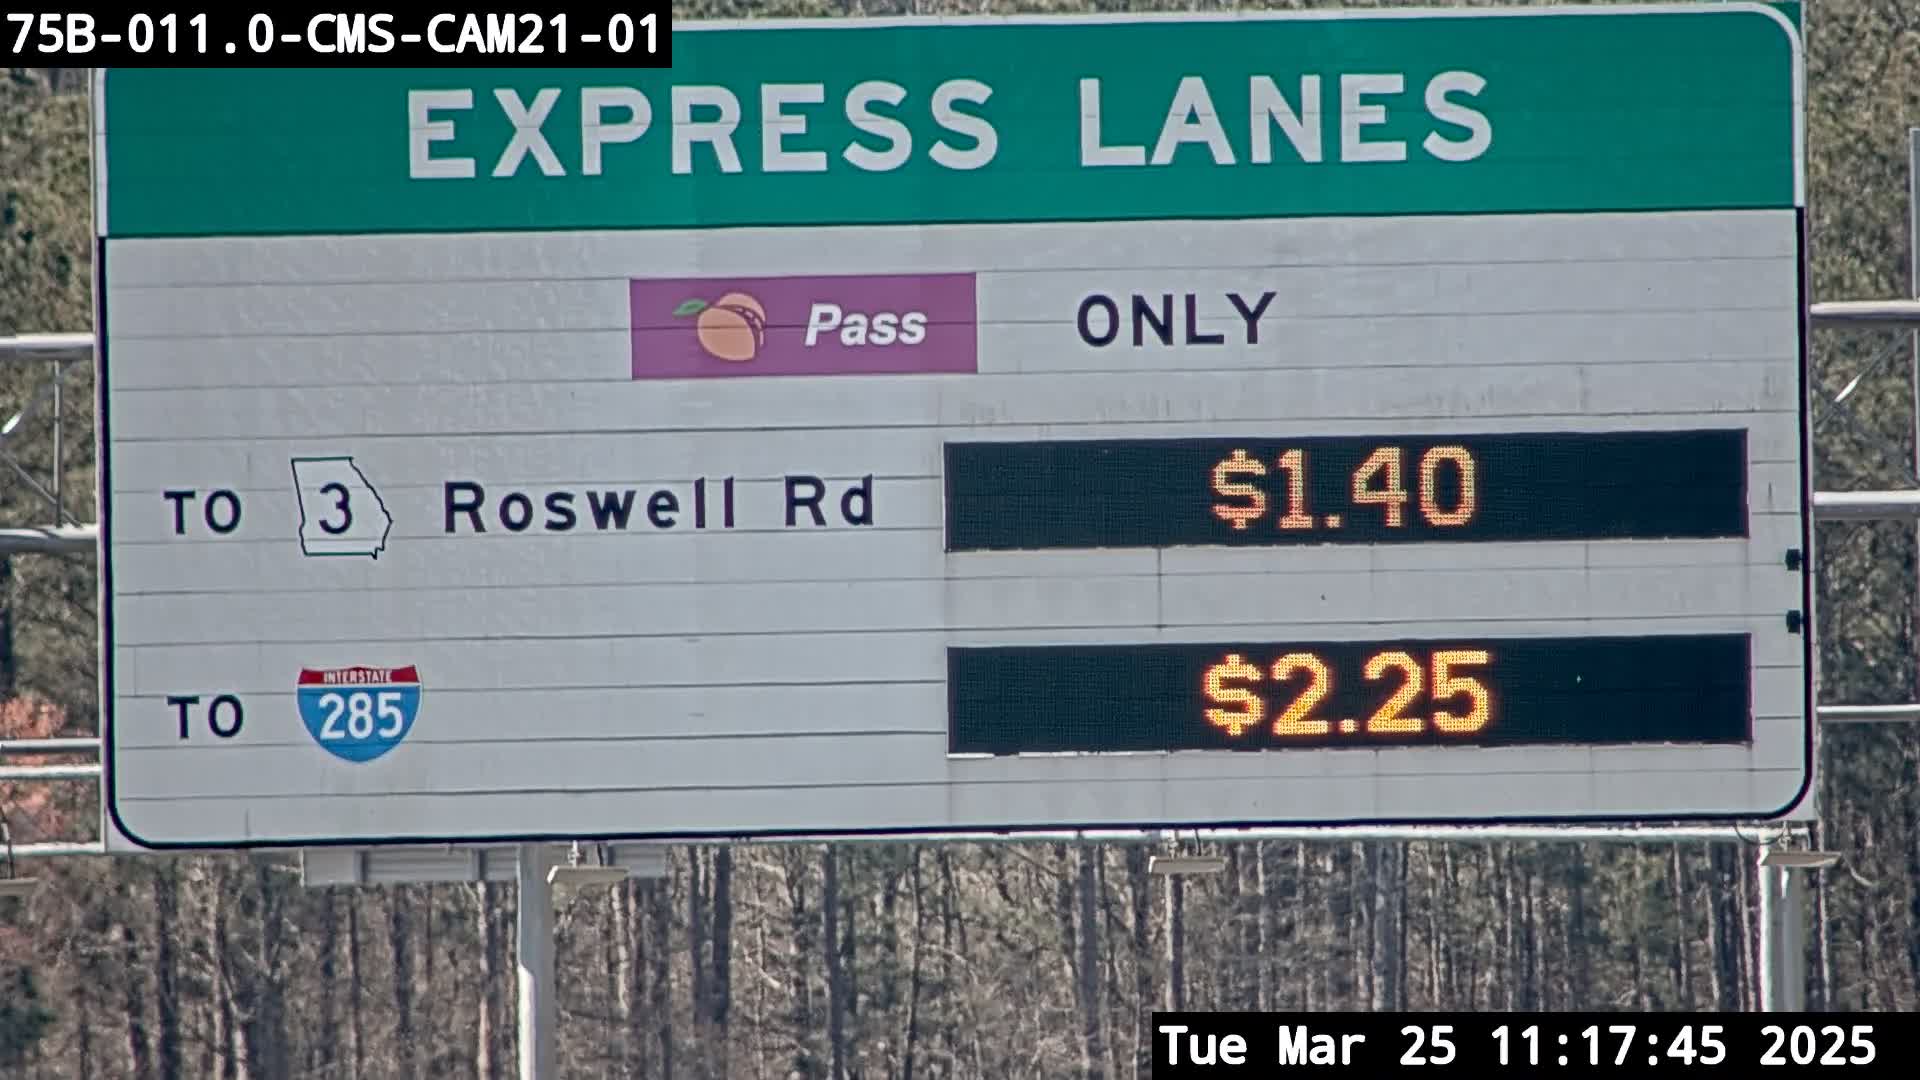 75B-011.0-CMS-CAM21-01
EXPRESS LANES
Pass ONLY
TO 3 Roswell Rd $1.40
INTERSTATE
TO 285 $2.25
Tue Mar 25 11:17:45 2025